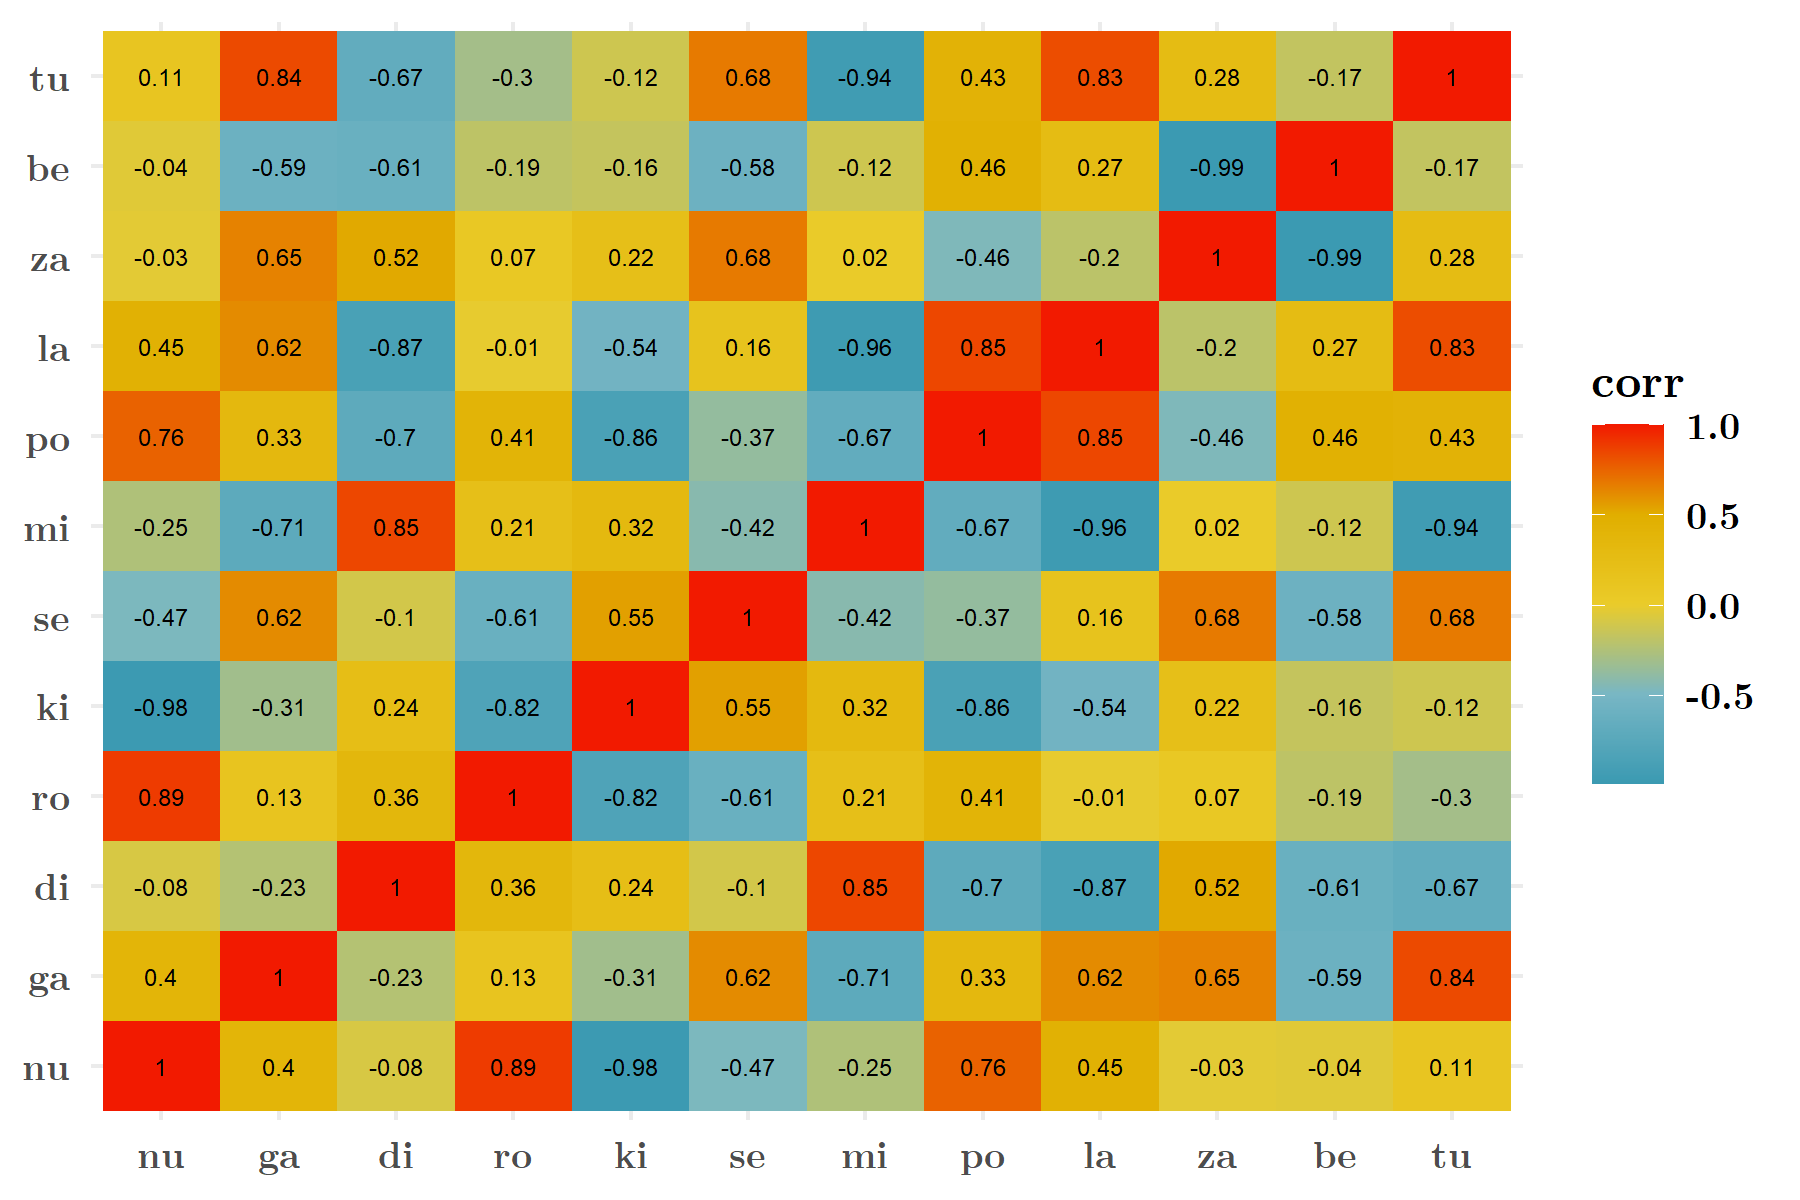 tu 0.11 0.84 -0.67 -0.3 -0.12 0.68 -0.94 0.43 0.83 0.28 -0.17 1
be -0.04 -0.59 -0.61 -0.19 -0.16 -0.58 -0.12 0.46 0.27 -0.99 1 -0.17
za -0.03 0.65 0.52 0.07 0.22 0.68 0.02 -0.46 -0.2 1 -0.99 0.28
la 0.45 0.62 -0.87 -0.01 -0.54 0.16 -0.96 0.85 1 -0.2 0.27 0.83
po 0.76 0.33 -0.7 0.41 -0.86 -0.37 -0.67 1 0.85 -0.46 0.46 0.43
mi -0.25 -0.71 0.85 0.21 0.32 -0.42 1 -0.67 -0.96 0.02 -0.12 -0.94
se -0.47 0.62 -0.1 -0.61 0.55 1 -0.42 -0.37 0.16 0.68 -0.58 0.68
ki -0.98 -0.31 0.24 -0.82 1 0.55 0.32 -0.86 -0.54 0.22 -0.16 -0.12
ro 0.89 0.13 0.36 1 -0.82 -0.61 0.21 0.41 -0.01 0.07 -0.19 -0.3
di -0.08 -0.23 1 0.36 0.24 -0.1 0.85 -0.7 -0.87 0.52 -0.61 -0.67
ga 0.4 1 -0.23 0.13 -0.31 0.62 -0.71 0.33 0.62 0.65 -0.59 0.84
nu 1 0.4 -0.08 0.89 -0.98 -0.47 -0.25 0.76 0.45 -0.03 -0.04 0.11
nu ga di ro ki se mi po la za be tu
corr
1.0
0.5
0.0
-0.5